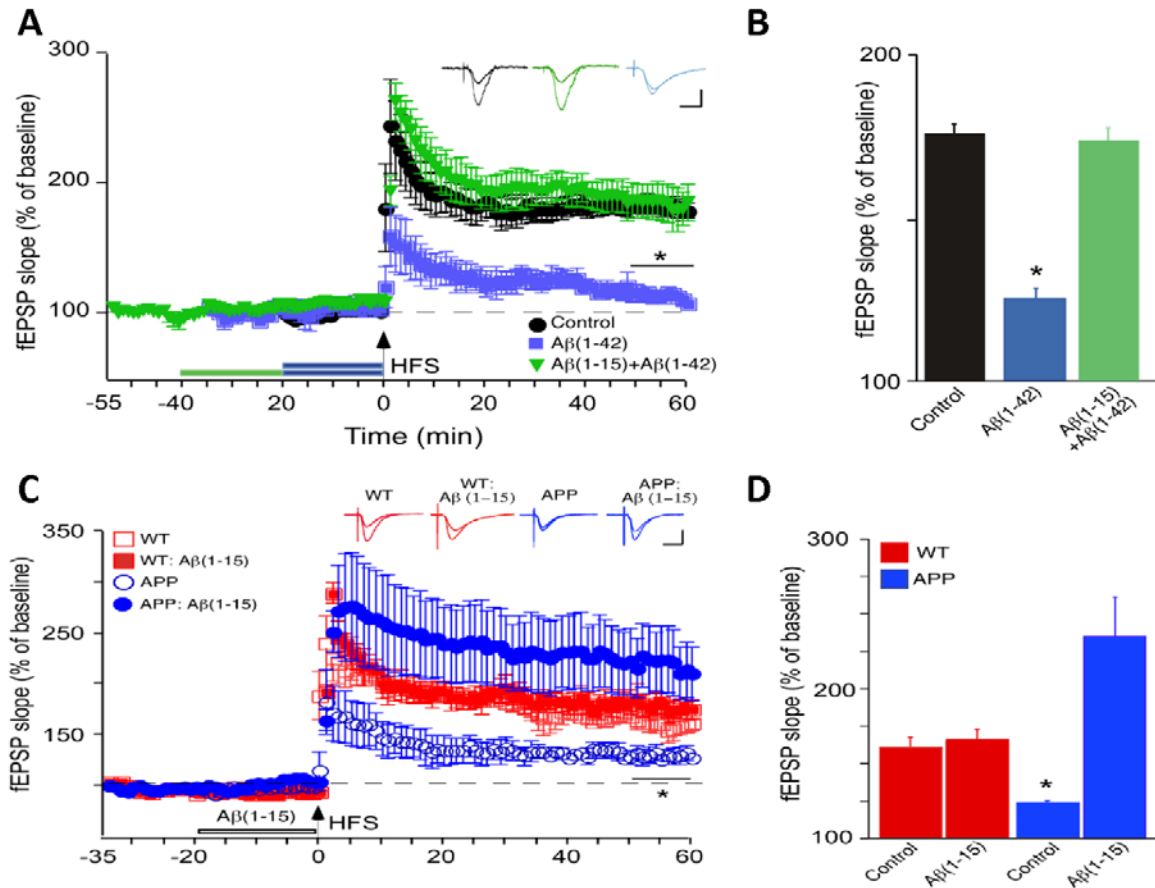 A
300
200
100
fEPSP slope (% of baseline)
*
Control
Aβ(1-42)
Aβ(1-15)+Aβ(1-42)
HFS
-55
-40
-20
0
20
40
60
Time (min)
B
200
100
fEPSP slope (% of baseline)
*
Control
Aβ(1-42)
Aβ(1-15)
+Aβ(1-42)
C
350
250
150
fEPSP slope (% of baseline)
WT
WT: Aβ(1-15)
APP
APP: Aβ(1-15)
WT
WT:
Aβ (1-15)
APP
APP:
Aβ (1-15)
*
Aβ(1-15)
HFS
-35
-20
0
20
40
60
D
300
200
100
fEPSP slope (% of baseline)
WT
APP
*
Control
Aβ(1-15)
Control
Aβ(1-15)